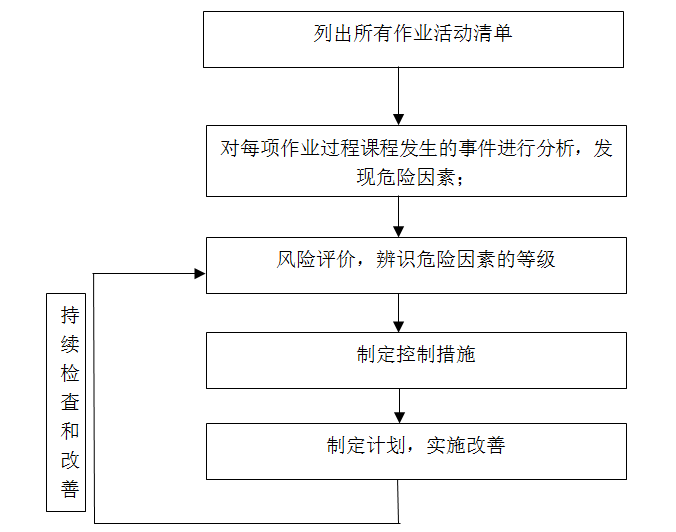 列出所有作业活动清单
对每项作业过程课程发生的事件进行分析，发
现危险因素；
风险评价，辨识危险因素的等级
持续检查和改善
制定控制措施
制定计划，实施改善